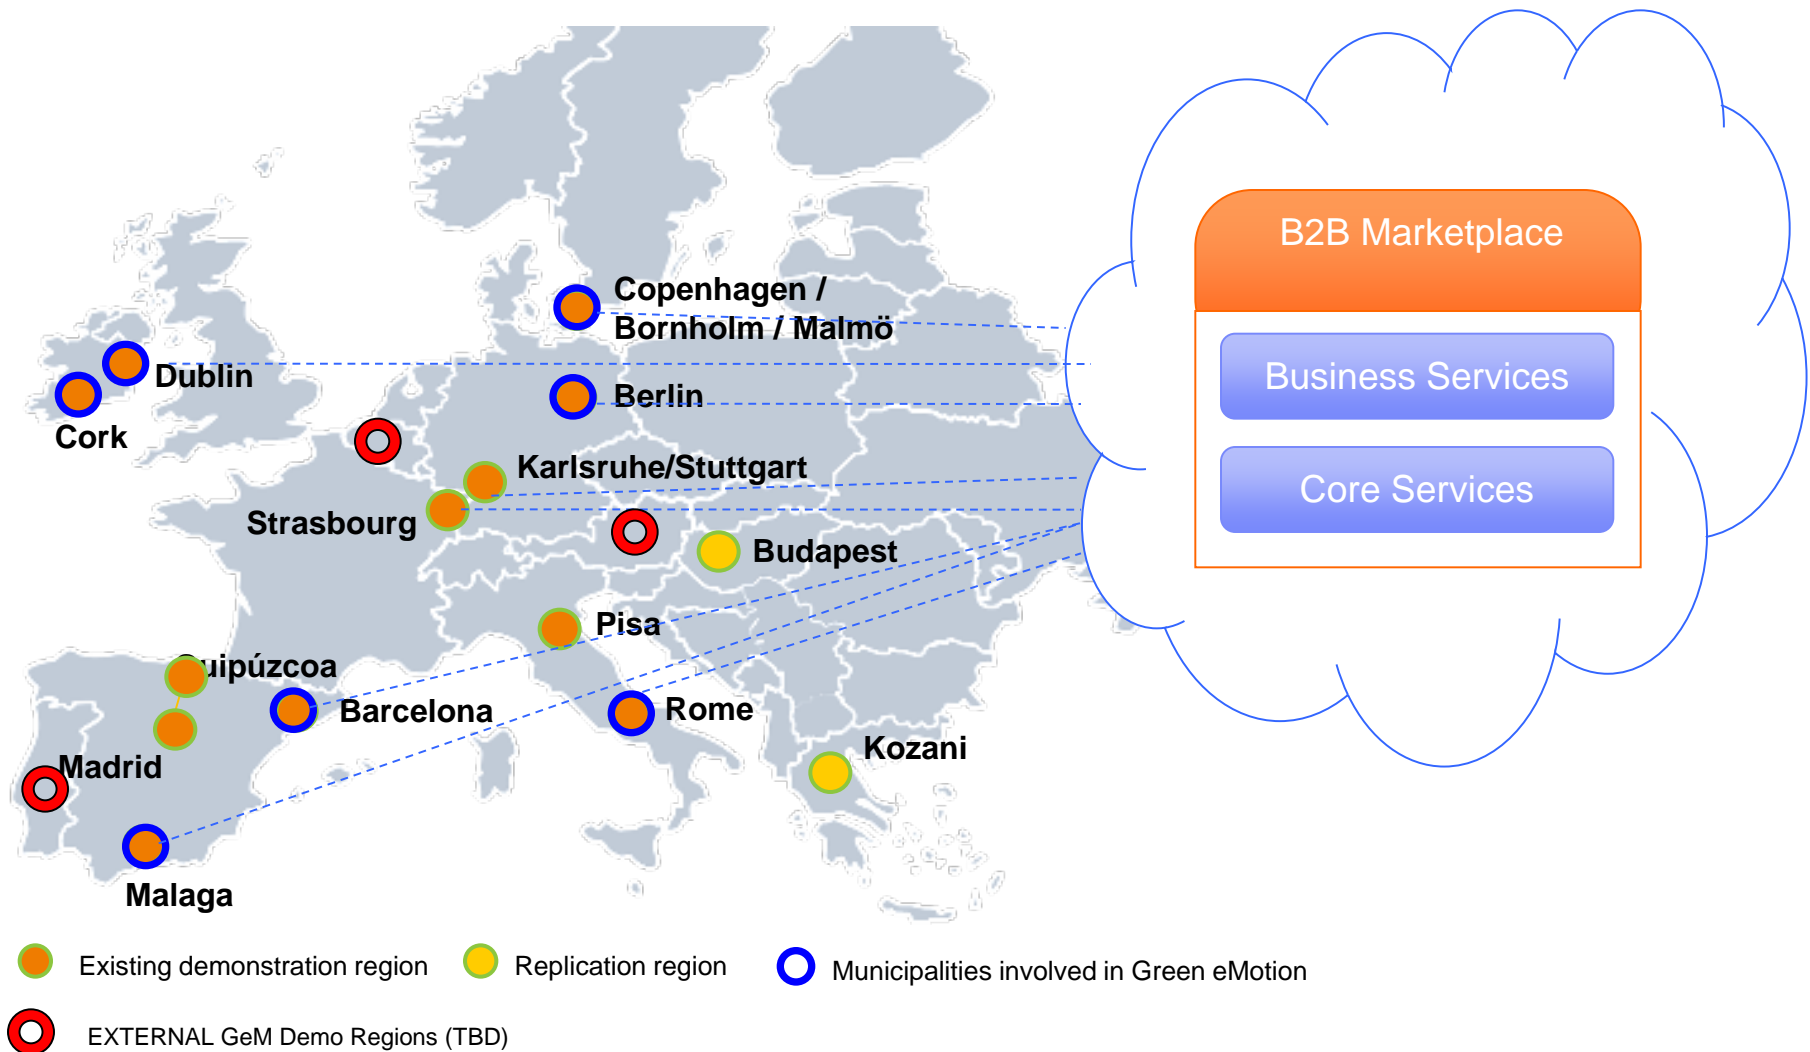 B2B Marketplace
Business Services
Core Services
Copenhagen /
Bornholm / Malmö
Dublin
Berlin
Cork
Karlsruhe/Stuttgart
Strasbourg
Budapest
Pisa
uipúzcoa
Barcelona
Rome
Kozani
Madrid
Malaga
Existing demonstration region
Replication region
Municipalities involved in Green eMotion
EXTERNAL GeM Demo Regions (TBD)